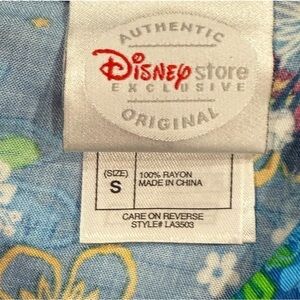 AUTHENTIC
Disney store
EXCLUSIVE
ORIGINAL
(SIZE)
S
100% RAYON
MADE IN CHINA
CARE ON REVERSE
STYLE# LA3503